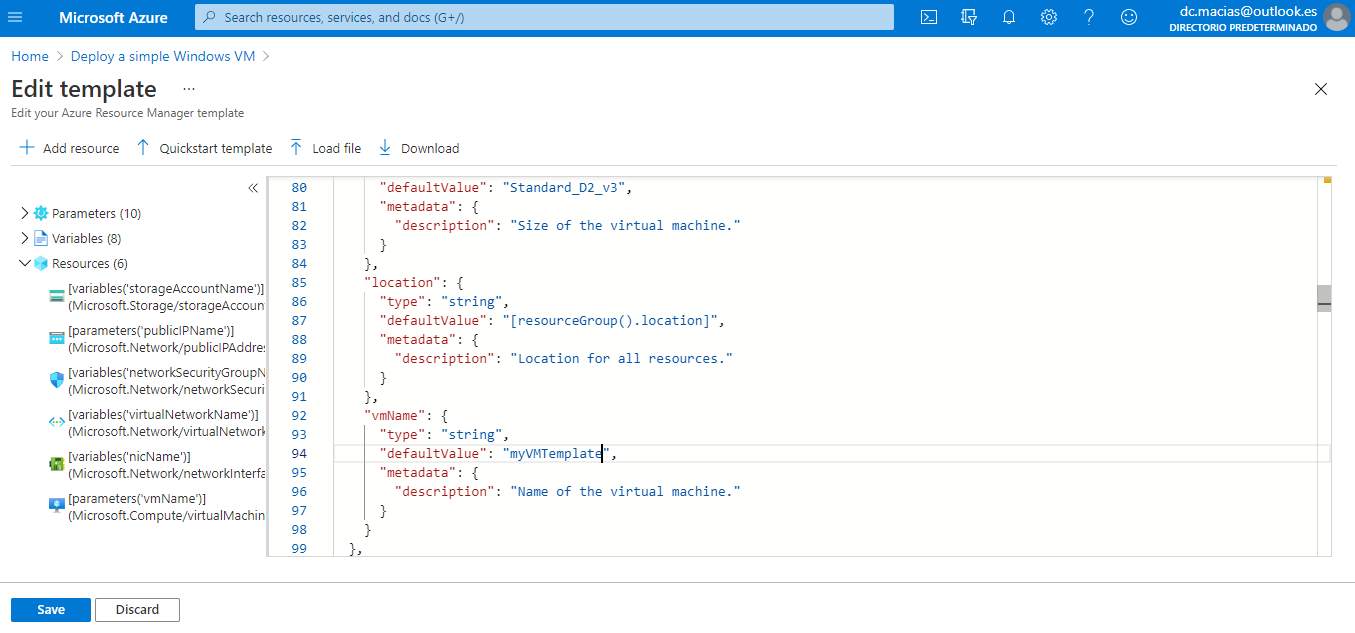 Microsoft Azure
Search resources, services, and docs (G+/)
dc.macias@outlook.es
DIRECTORIO PREDETERMINADO
Home > Deploy a simple Windows VM >
Edit template ...
Edit your Azure Resource Manager template
Add resource Quickstart template Load file Download
«
Parameters (10)
Variables (8)
Resources (6)
[variables('storageAccountName')]
(Microsoft.Storage/storageAccoun
[parameters('publicIPName')]
(Microsoft.Network/publicIPAddre
[variables('networkSecurityGroupN
(Microsoft.Network/networkSecuri
[variables('virtualNetworkName')]
(Microsoft.Network/virtualNetwork
[variables('nicName')]
(Microsoft.Network/networkInterfa
[parameters('vmName')]
(Microsoft.Compute/virtualMachin
80 "defaultValue": "Standard_D2_v3",
81 "metadata": {
82 "description": "Size of the virtual machine."
83 }
84 },
85 "location": {
86 "type": "string",
87 "defaultValue": "[resourceGroup().location]",
88 "metadata": {
89 "description": "Location for all resources."
90 }
91 },
92 "vmName": {
93 "type": "string",
94 "defaultValue": "myVMTemplate",
95 "metadata": {
96 "description": "Name of the virtual machine."
97 }
98 }
99 },
Save Discard